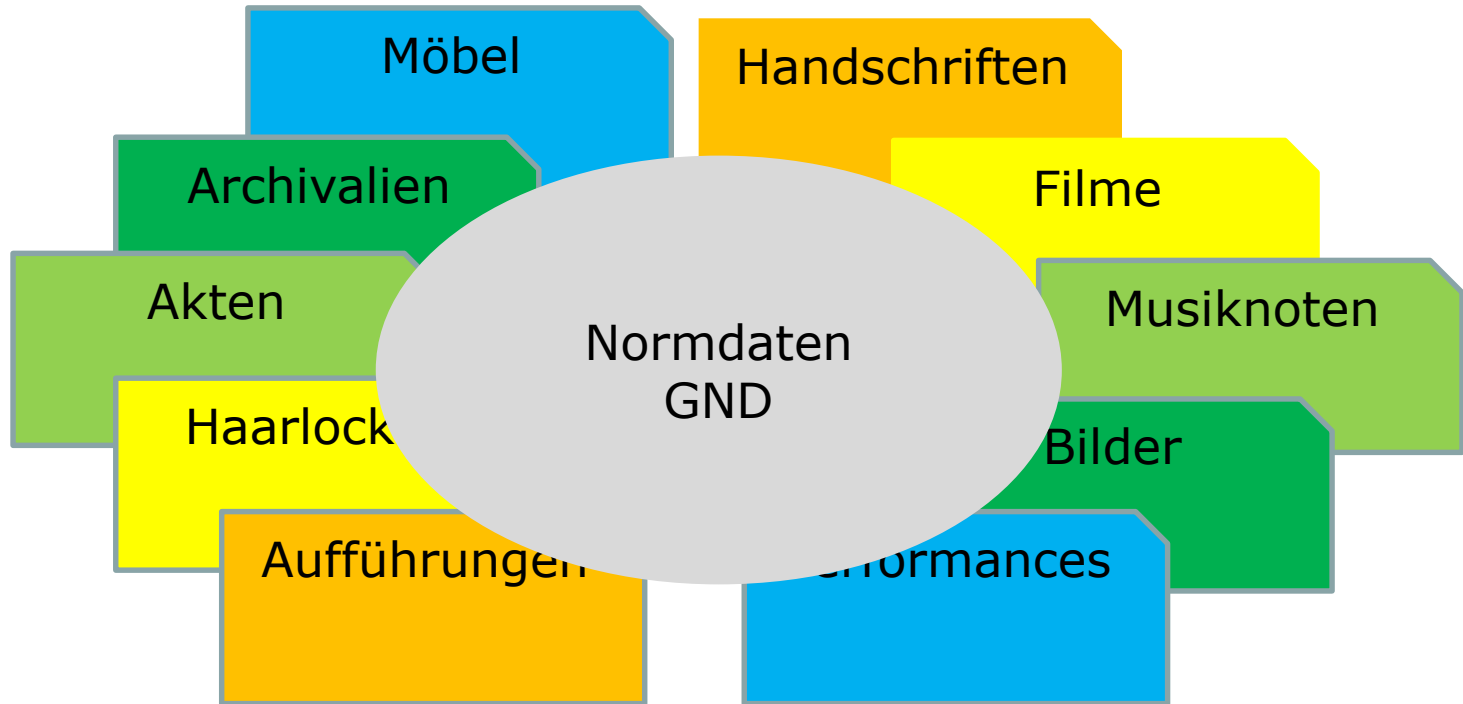 Möbel
Handschriften
Archivalien
Filme
Akten
Musiknoten
Normdaten
GND
Haarlock
Bilder
Aufführungen
erformances